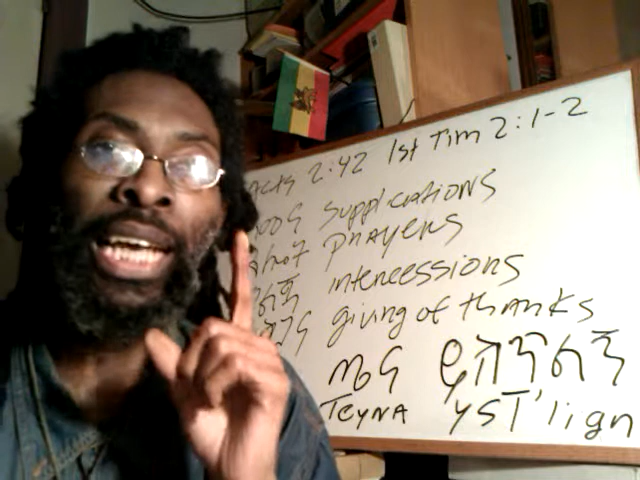 ACTS 2:42 1st Tim 2:1-2
supplications
prayers
intercessions
giving of thanks
ጤና ይስጥልኝ
TEYNA YST'lign